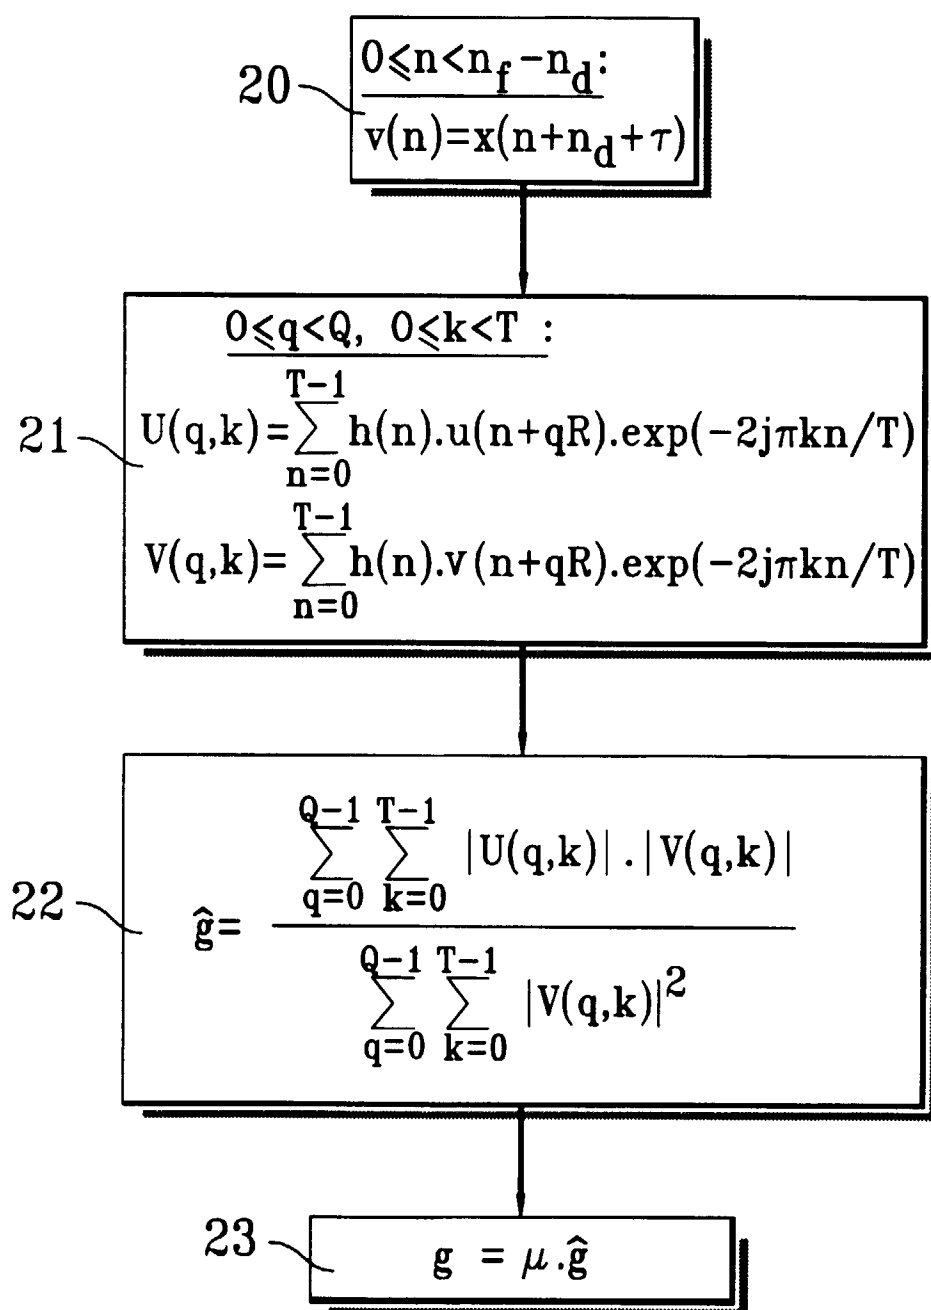 0⩽n<n_f−n_d:
20
v(n)=x(n+n_d+τ)
0⩽q<Q, 0⩽k<T :
T−1
21
U(q,k)=∑h(n).u(n+qR).exp(−2jπkn/T)
n=0
T−1
V(q,k)=∑h(n).v(n+qR).exp(−2jπkn/T)
n=0
Q−1 T−1
∑ ∑ |U(q,k)| . |V(q,k)|
q=0 k=0
22
ĝ=
Q−1 T−1
∑ ∑ |V(q,k)|²
q=0 k=0
23
g = μ.ĝ